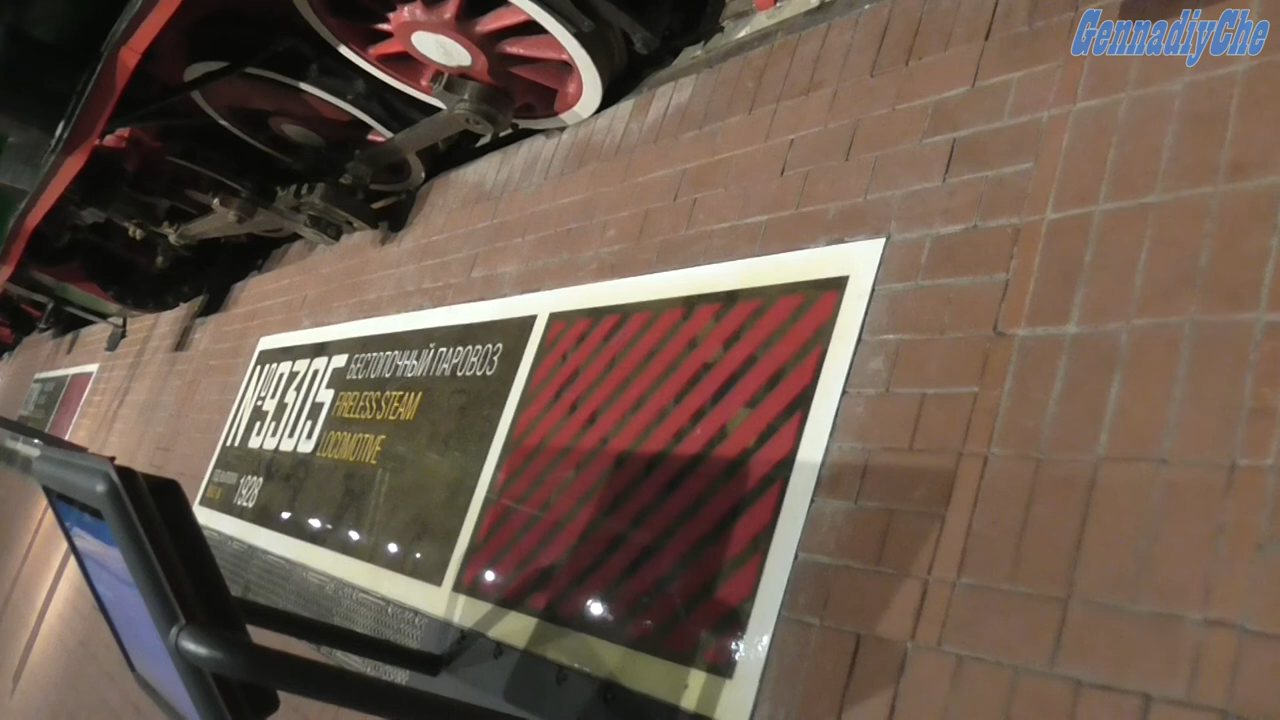 GennadiyChe
№9305
БЕСТОПОЧНЫЙ ПАРОВОЗ
FIRELESS STEAM
LOCOMOTIVE
1928